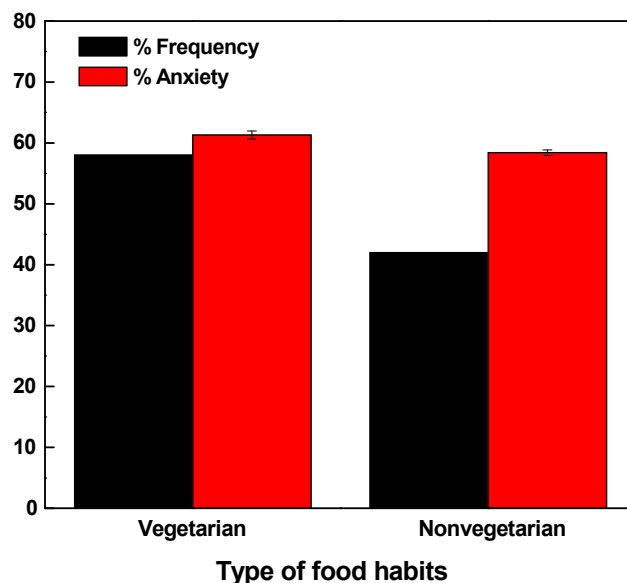 80
70
60
50
40
30
20
10
0
% Frequency
% Anxiety
Vegetarian Nonvegetarian
Type of food habits